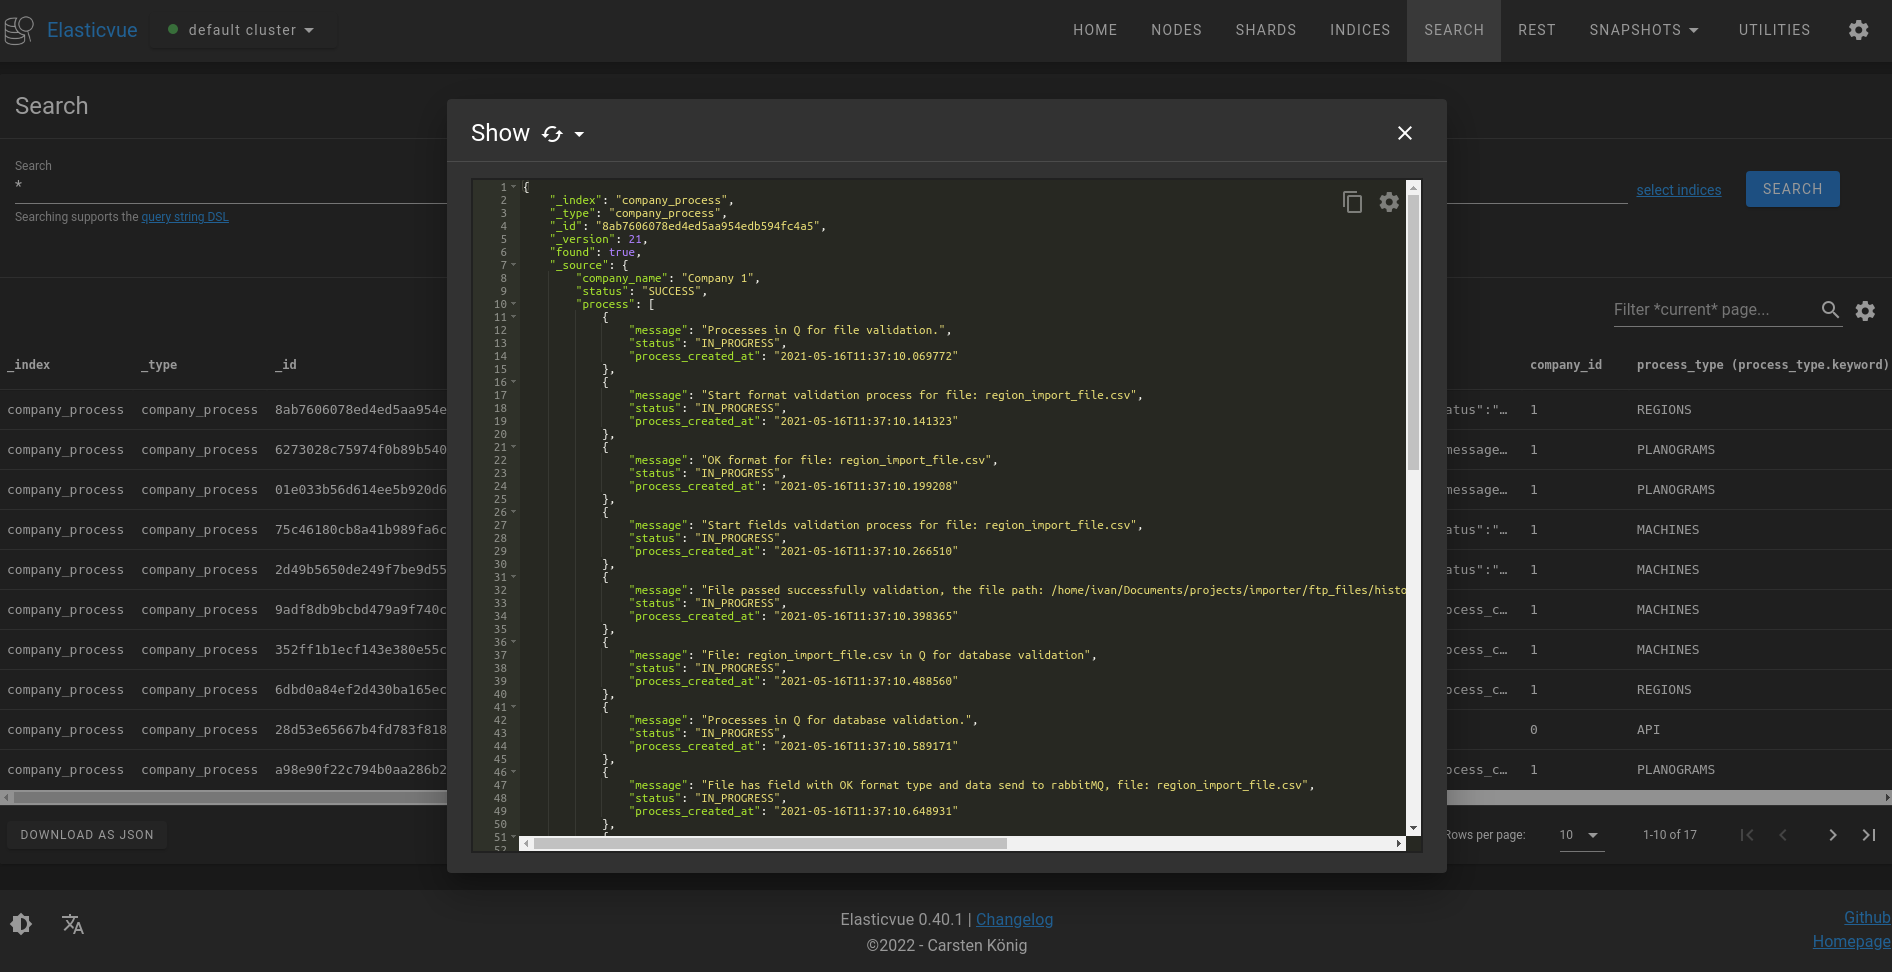 Elasticvue
default cluster
HOME
NODES
SHARDS
INDICES
SEARCH
REST
SNAPSHOTS
UTILITIES
Search
Search
*
Searching supports the query string DSL
select indices
SEARCH
Filter *current* page...
_index _type _id company_id process_type (process_type.keyword)
company_process company_process 8ab7606078ed4ed5aa954e atus":"… 1 REGIONS
company_process company_process 6273028c75974f0b89b540 message… 1 PLANOGRAMS
company_process company_process 01e033b56d614ee5b920d6 message… 1 PLANOGRAMS
company_process company_process 75c46180cb8a41b989fa6c atus":"… 1 MACHINES
company_process company_process 2d49b5650de249f7be9d55 atus":"… 1 MACHINES
company_process company_process 9adf8db9bcbd479a9f740c ocess_c… 1 MACHINES
company_process company_process 352ff1b1ecf143e380e55c ocess_c… 1 MACHINES
company_process company_process 6dbd0a84ef2d430ba165ec ocess_c… 1 REGIONS
company_process company_process 28d53e65667b4fd783f818 0 API
company_process company_process a98e90f22c794b0aa286b2 ocess_c… 1 PLANOGRAMS
DOWNLOAD AS JSON
Rows per page: 10 1-10 of 17
Show
1 {
2 "_index": "company_process",
3 "_type": "company_process",
4 "_id": "8ab7606078ed4ed5aa954edb594fc4a5",
5 "_version": 21,
6 "found": true,
7 "_source": {
8 "company_name": "Company 1",
9 "status": "SUCCESS",
10 "process": [
11 {
12 "message": "Processes in Q for file validation.",
13 "status": "IN_PROGRESS",
14 "process_created_at": "2021-05-16T11:37:10.069772"
15 },
16 {
17 "message": "Start format validation process for file: region_import_file.csv",
18 "status": "IN_PROGRESS",
19 "process_created_at": "2021-05-16T11:37:10.141323"
20 },
21 {
22 "message": "OK format for file: region_import_file.csv",
23 "status": "IN_PROGRESS",
24 "process_created_at": "2021-05-16T11:37:10.199208"
25 },
26 {
27 "message": "Start fields validation process for file: region_import_file.csv",
28 "status": "IN_PROGRESS",
29 "process_created_at": "2021-05-16T11:37:10.266510"
30 },
31 {
32 "message": "File passed successfully validation, the file path: /home/ivan/Documents/projects/importer/ftp_files/histo
33 "status": "IN_PROGRESS",
34 "process_created_at": "2021-05-16T11:37:10.398365"
35 },
36 {
37 "message": "File: region_import_file.csv in Q for database validation",
38 "status": "IN_PROGRESS",
39 "process_created_at": "2021-05-16T11:37:10.488560"
40 },
41 {
42 "message": "Processes in Q for database validation.",
43 "status": "IN_PROGRESS",
44 "process_created_at": "2021-05-16T11:37:10.589171"
45 },
46 {
47 "message": "File has field with OK format type and data send to rabbitMQ, file: region_import_file.csv",
48 "status": "IN_PROGRESS",
49 "process_created_at": "2021-05-16T11:37:10.648931"
50 },
51 {
52
Elasticvue 0.40.1 | Changelog
©2022 - Carsten König
Github
Homepage